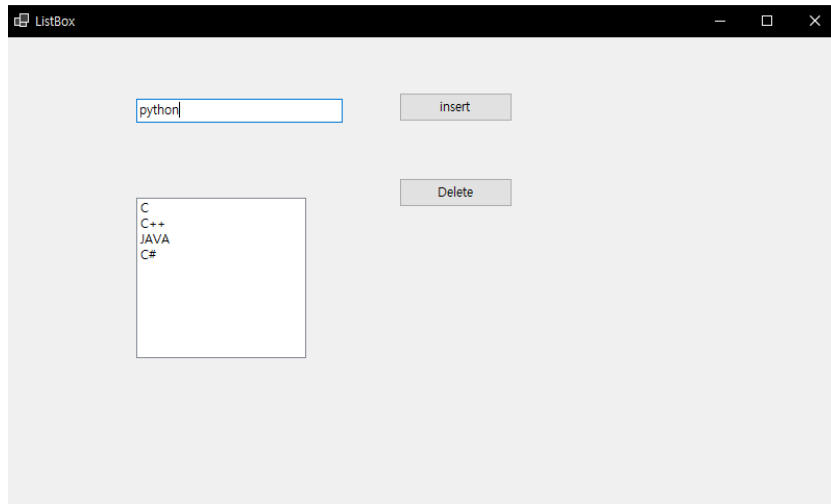 ListBox
python
insert
Delete
C
C++
JAVA
C#